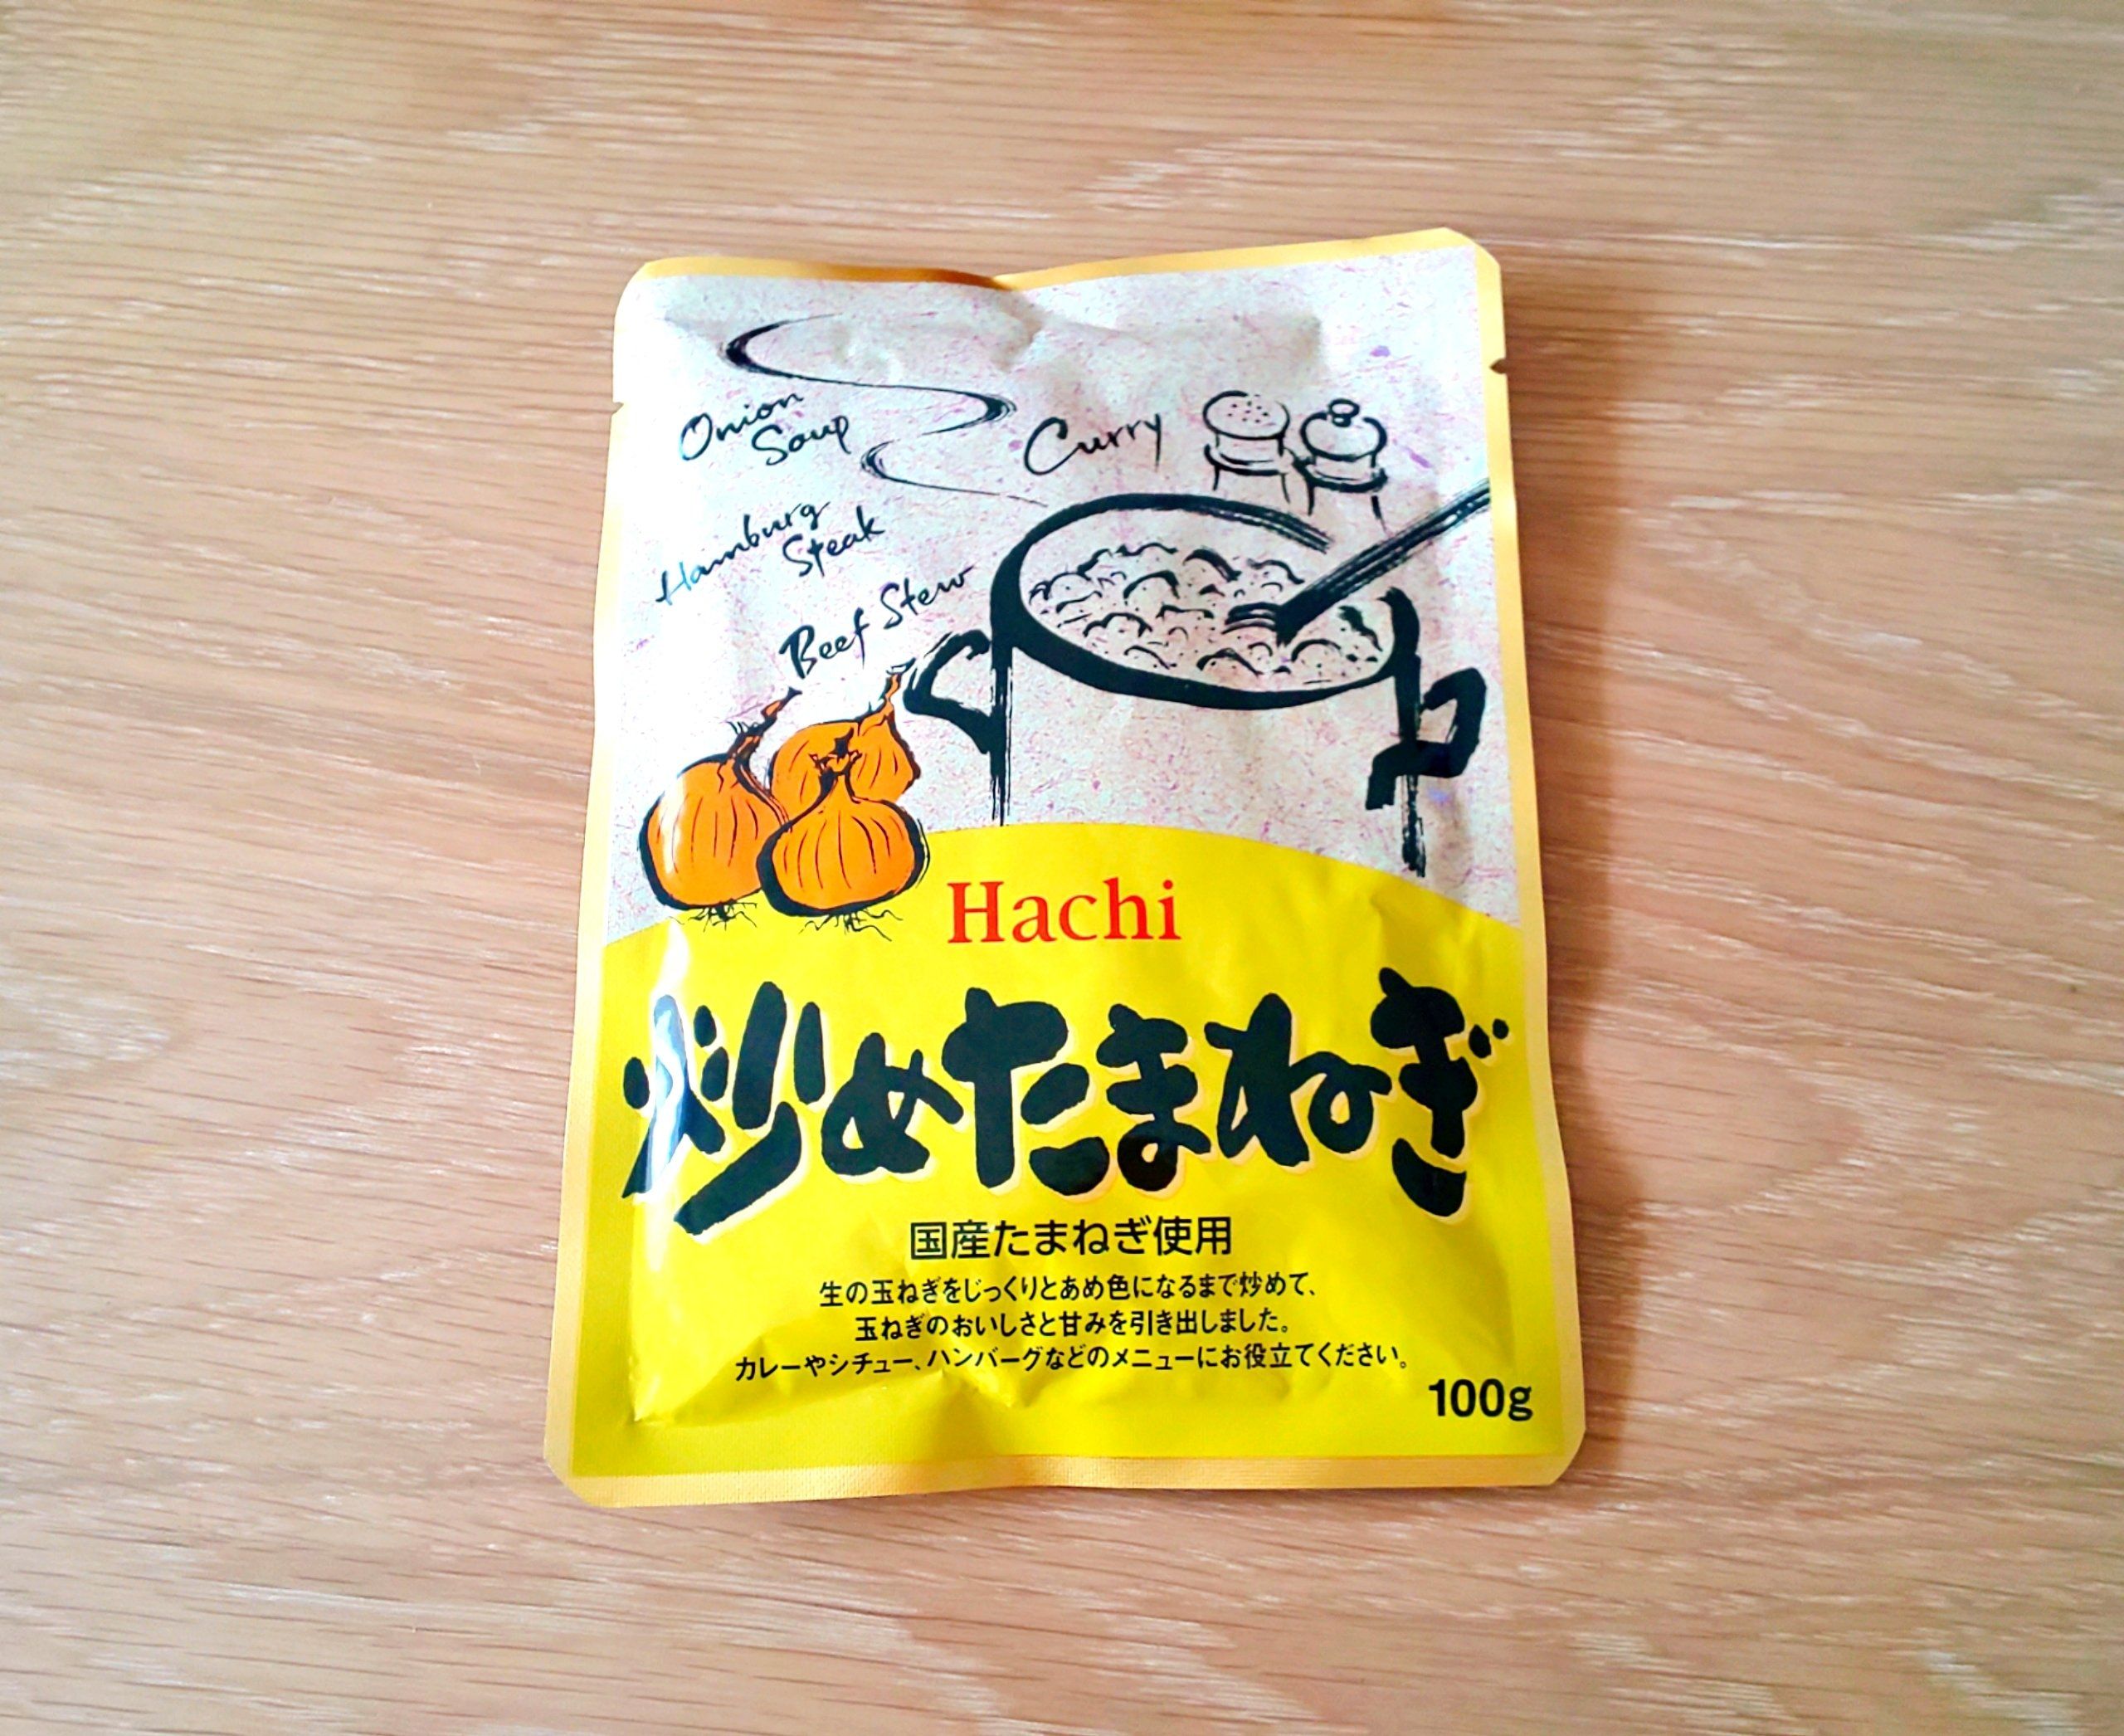 Onion
Soup
Curry
Hamburg
Steak
Beef Stew
Hachi
炒めたまねぎ
国産たまねぎ使用
生の玉ねぎをじっくりとあめ色になるまで炒めて、
玉ねぎのおいしさと甘みを引き出しました。
カレーやシチュー、ハンバーグなどのメニューにお役立てください。
100g